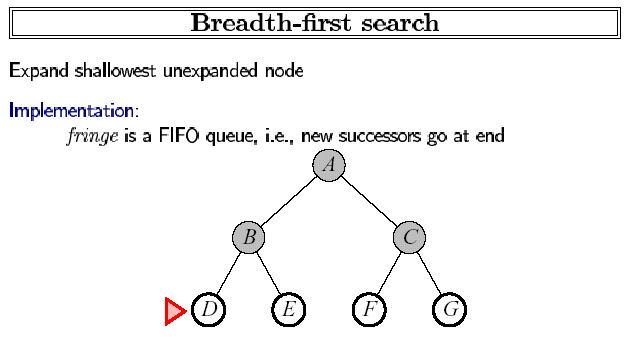 Breadth-first search
Expand shallowest unexpanded node
Implementation:
fringe is a FIFO queue, i.e., new successors go at end
A
B C
D E F G